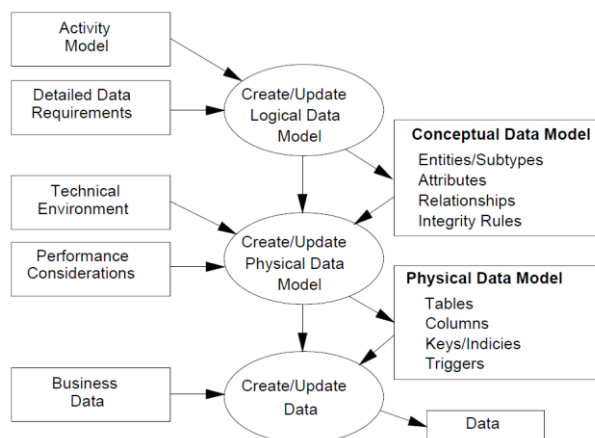 Activity
Model
Detailed Data
Requirements
Create/Update
Logical Data
Model
Conceptual Data Model
Entities/Subtypes
Attributes
Relationships
Integrity Rules
Technical
Environment
Performance
Considerations
Create/Update
Physical Data
Model
Physical Data Model
Tables
Columns
Keys/Indicies
Triggers
Business
Data
Create/Update
Data
Data